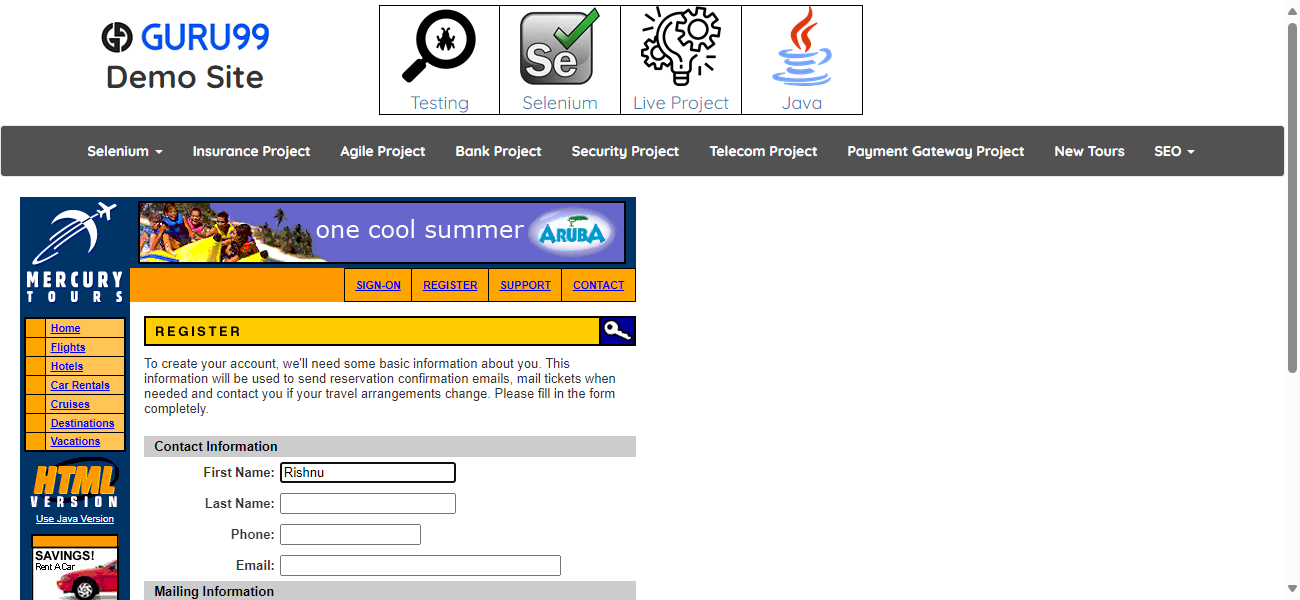 GURU99
Demo Site
Testing
Se
Selenium
Live Project
Java
Selenium
Insurance Project
Agile Project
Bank Project
Security Project
Telecom Project
Payment Gateway Project
New Tours
SEO
one cool summer
ARUBA
MERCURY
TOURS
SIGN-ON
REGISTER
SUPPORT
CONTACT
Home
Flights
Hotels
Car Rentals
Cruises
Destinations
Vacations
HTML
VERSION
Use Java Version
SAVINGS!
Rent A Car
REGISTER
To create your account, we'll need some basic information about you. This
information will be used to send reservation confirmation emails, mail tickets when
needed and contact you if your travel arrangements change. Please fill in the form
completely.
Contact Information
First Name: Rishnu
Last Name:
Phone:
Email:
Mailing Information